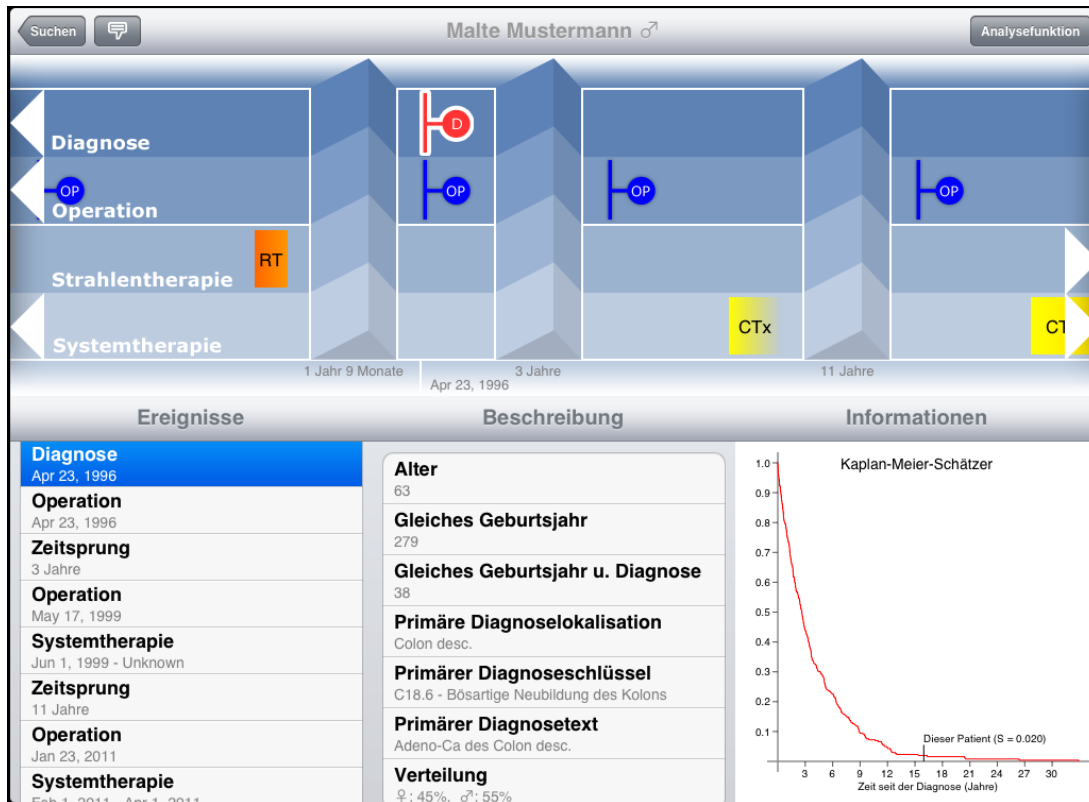 Suchen
Malte Mustermann ♂
Analysefunktion
Diagnose
D
OP
OP
OP
OP
Operation
RT
Strahlentherapie
CTx
CT
Systemtherapie
1 Jahr 9 Monate
3 Jahre
11 Jahre
Apr 23, 1996
Ereignisse
Beschreibung
Informationen
Diagnose
Apr 23, 1996
Operation
Apr 23, 1996
Zeitsprung
3 Jahre
Operation
May 17, 1999
Systemtherapie
Jun 1, 1999 - Unknown
Zeitsprung
11 Jahre
Operation
Jan 23, 2011
Systemtherapie
Feb 1, 2011 - Apr 1, 2011
Alter
63
Gleiches Geburtsjahr
279
Gleiches Geburtsjahr u. Diagnose
38
Primäre Diagnoselokalisation
Colon desc.
Primärer Diagnoseschlüssel
C18.6 - Bösartige Neubildung des Kolons
Primärer Diagnosetext
Adeno-Ca des Colon desc.
Verteilung
♀: 45%, ♂: 55%
Kaplan-Meier-Schätzer
1.0
0.9
0.8
0.7
0.6
0.5
0.4
0.3
0.2
0.1
Dieser Patient (S = 0.020)
3 6 9 12 15 18 21 24 27 30
Zeit seit der Diagnose (Jahre)